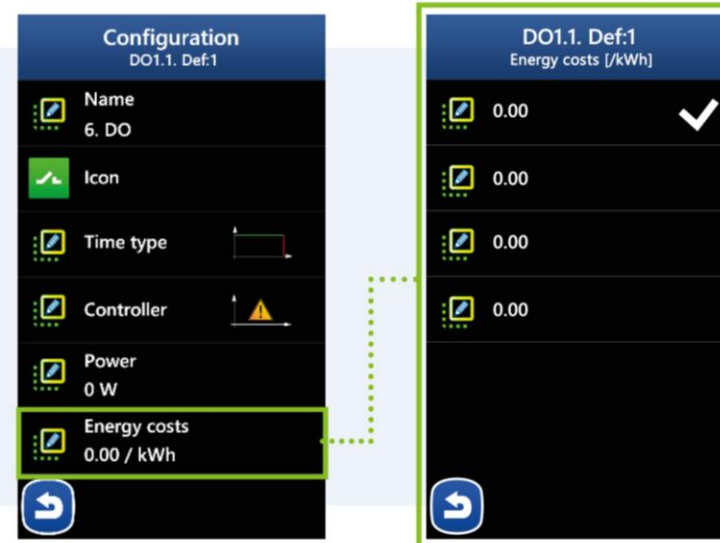 Configuration
DO1.1. Def:1
Name
6. DO
Icon
Time type
Controller
Power
0 W
Energy costs
0.00 / kWh
DO1.1. Def:1
Energy costs [/kWh]
0.00
0.00
0.00
0.00